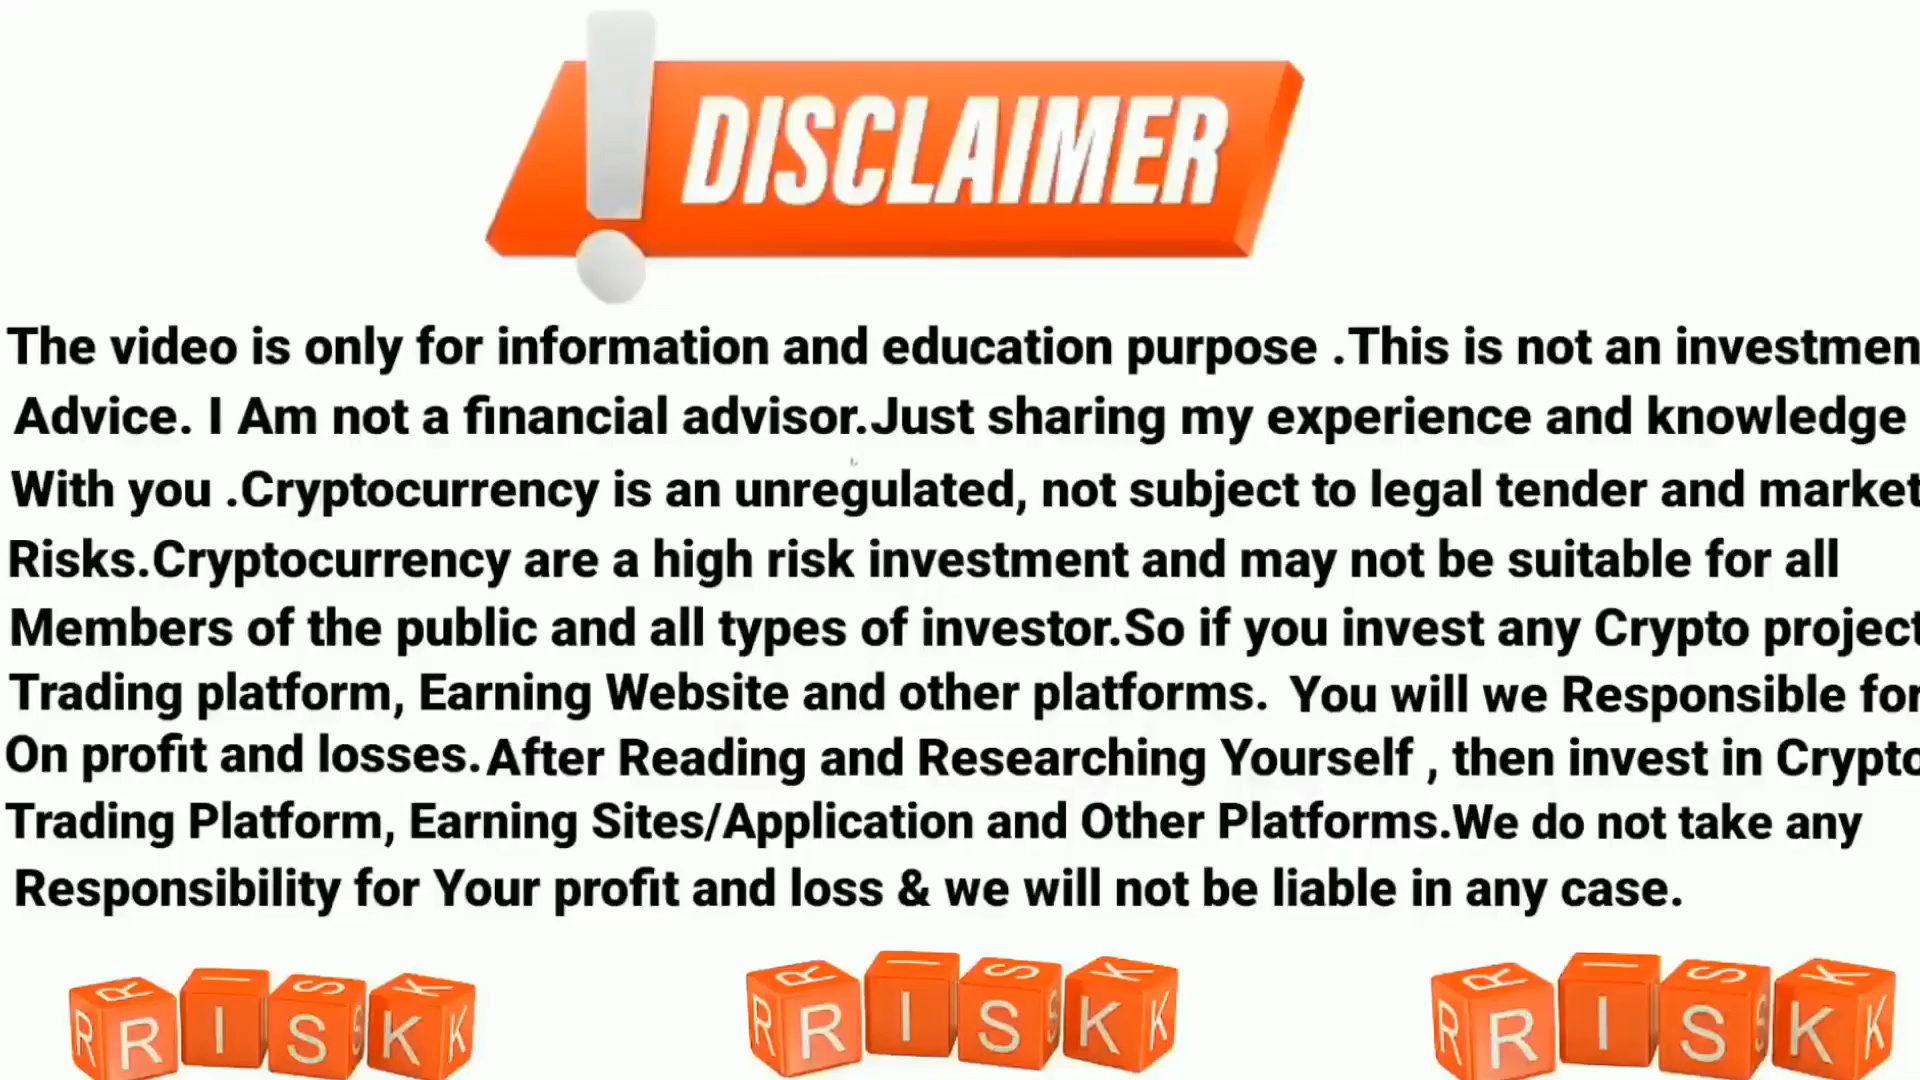 DISCLAIMER
The video is only for information and education purpose .This is not an investmen
Advice. I Am not a financial advisor.Just sharing my experience and knowledge
With you .Cryptocurrency is an unregulated, not subject to legal tender and market
Risks.Cryptocurrency are a high risk investment and may not be suitable for all
Members of the public and all types of investor.So if you invest any Crypto project
Trading platform, Earning Website and other platforms. You will we Responsible for
On profit and losses.After Reading and Researching Yourself , then invest in Crypto
Trading Platform, Earning Sites/Application and Other Platforms.We do not take any
Responsibility for Your profit and loss & we will not be liable in any case.
RISK RISK RISK